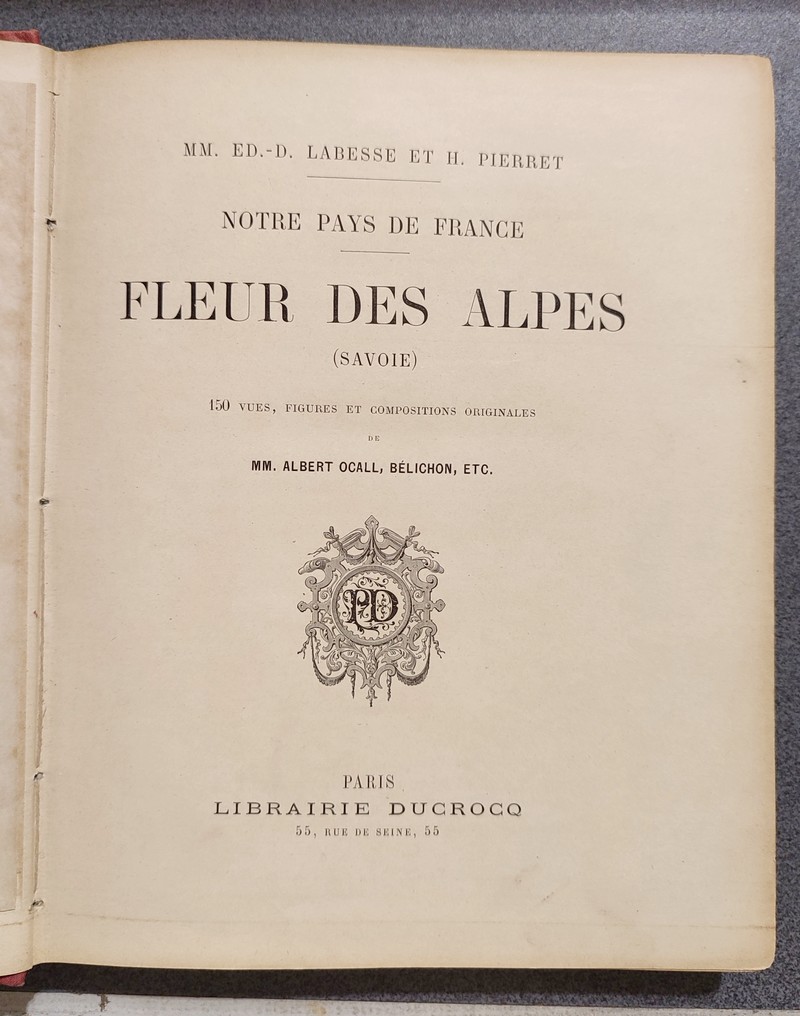 MM. ED.-D. LABESSE ET H. PIERRET
NOTRE PAYS DE FRANCE
FLEUR DES ALPES
(SAVOIE)
150 VUES, FIGURES ET COMPOSITIONS ORIGINALES
DE
MM. ALBERT OCALL, BÉLICHON, ETC.
PD
PARIS
LIBRAIRIE DUCROCQ
55, RUE DE SEINE, 55